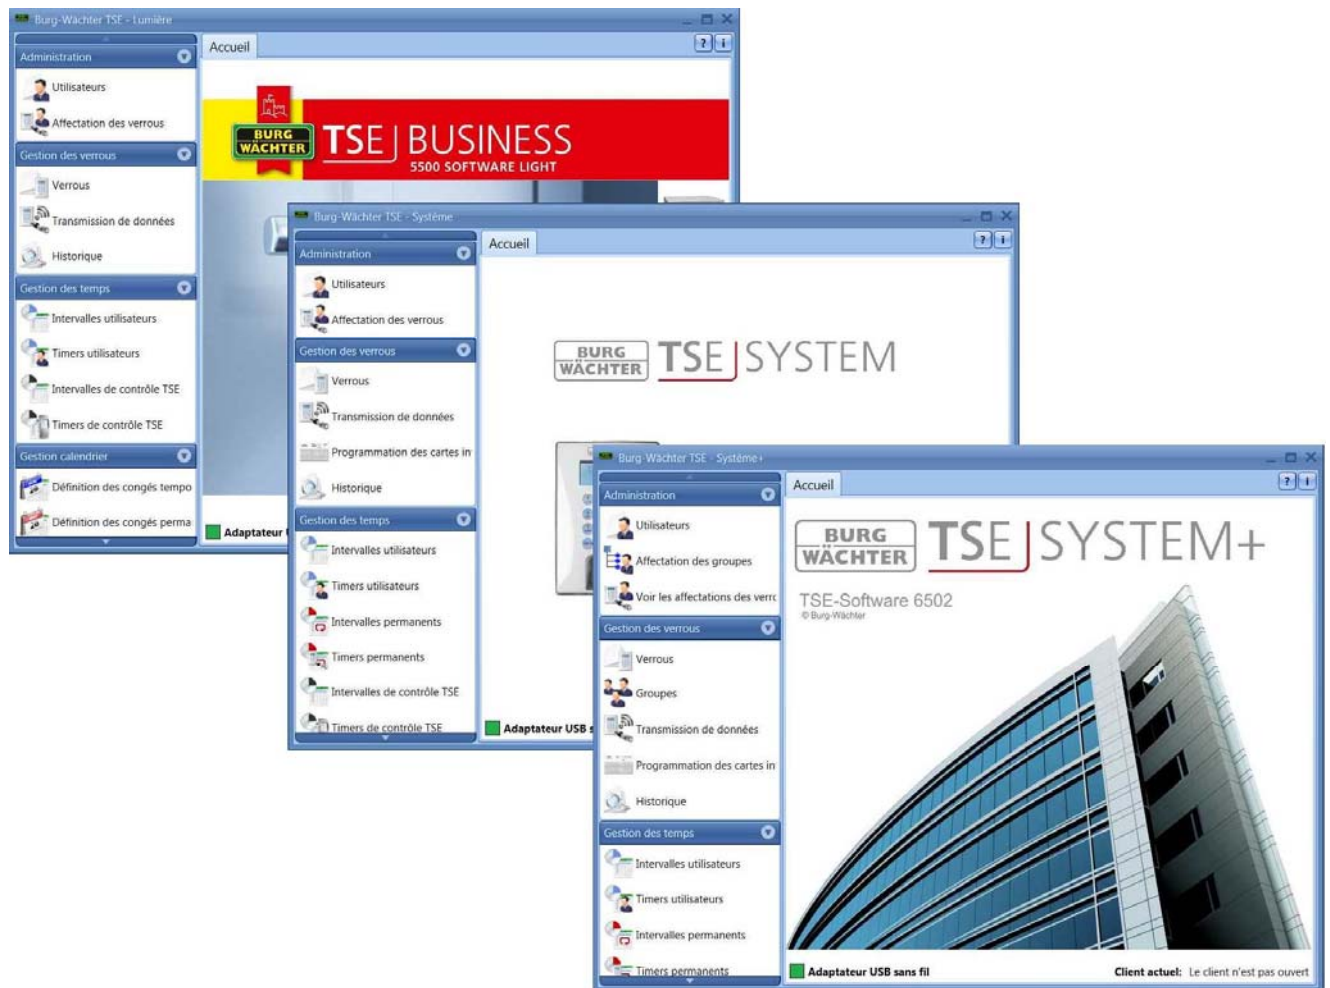 Burg-Wächter TSE - Lumière
Administration
Utilisateurs
Affectation des verrous
Gestion des verrous
Verrous
Transmission de données
Historique
Gestion des temps
Intervalles utilisateurs
Timers utilisateurs
Intervalles de contrôle TSE
Timers de contrôle TSE
Gestion calendrier
Définition des congés tempo
Définition des congés perma
Accueil
? i
BURG
WÄCHTER
TSE BUSINESS
5500 SOFTWARE LIGHT
Adaptateur
Burg-Wächter TSE - Système
Administration
Utilisateurs
Affectation des verrous
Gestion des verrous
Verrous
Transmission de données
Programmation des cartes in
Historique
Gestion des temps
Intervalles utilisateurs
Timers utilisateurs
Intervalles permanents
Timers permanents
Intervalles de contrôle TSE
Timers de contrôle TSE
Accueil
? i
BURG
WÄCHTER
TSE SYSTEM
Adaptateur USB
Burg-Wächter TSE - Système+
Administration
Utilisateurs
Affectation des groupes
Voir les affectations des verro
Gestion des verrous
Verrous
Groupes
Transmission de données
Programmation des cartes in
Historique
Gestion des temps
Intervalles utilisateurs
Timers utilisateurs
Intervalles permanents
Timers permanents
Accueil
? i
BURG
WÄCHTER
TSE SYSTEM+
TSE-Software 6502
© Burg-Wächter
Adaptateur USB sans fil
Client actuel: Le client n'est pas ouvert